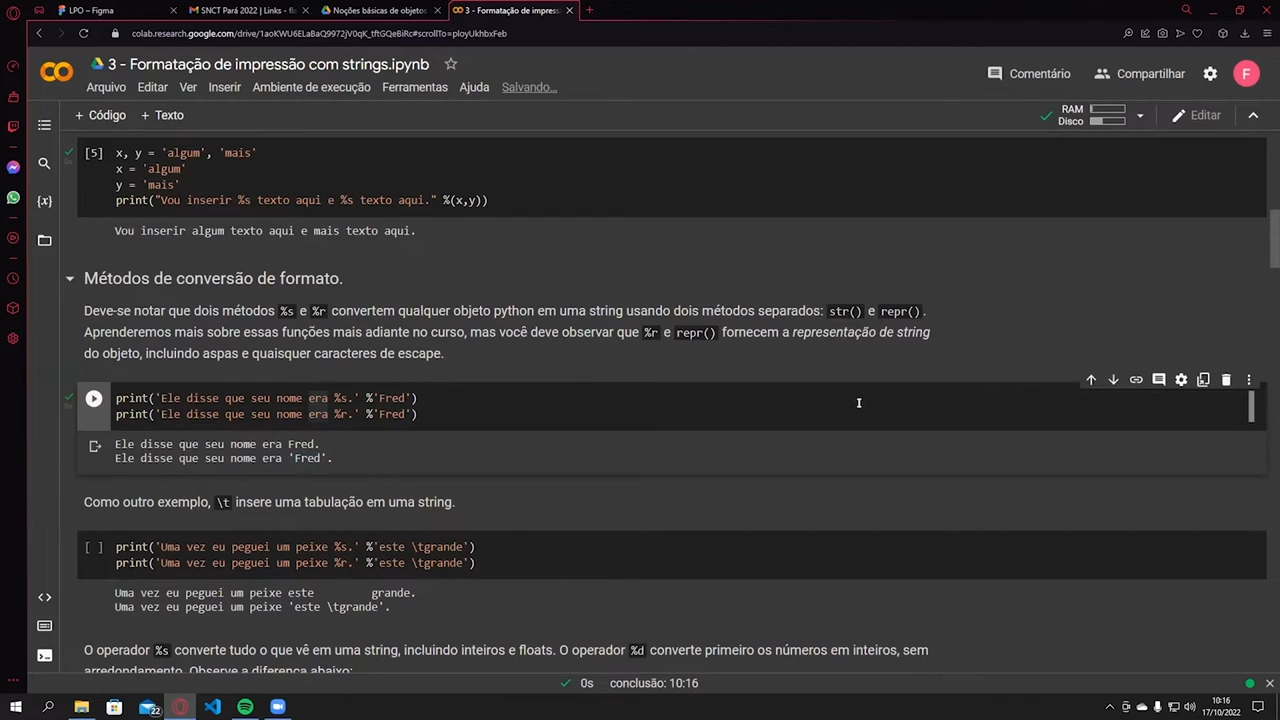 LPO – Figma
SNCT Pará 2022 | Links - fl
Noções básicas de objetos
3 - Formatação de impress
colab.research.google.com/drive/1aoKWU6ELaBaQ9972jV0qK_tftGQeBiRc#scrollTo=ployUkhbxFeb
3 - Formatação de impressão com strings.ipynb
Arquivo Editar Ver Inserir Ambiente de execução Ferramentas Ajuda Salvando...
Comentário Compartilhar F
+ Código + Texto
RAM
Disco
Editar
[5] x, y = 'algum', 'mais'
x = 'algum'
y = 'mais'
print("Vou inserir %s texto aqui e %s texto aqui." %(x,y))
Vou inserir algum texto aqui e mais texto aqui.
Métodos de conversão de formato.
Deve-se notar que dois métodos %s e %r convertem qualquer objeto python em uma string usando dois métodos separados: str() e repr().
Aprenderemos mais sobre essas funções mais adiante no curso, mas você deve observar que %r e repr() fornecem a representação de string
do objeto, incluindo aspas e quaisquer caracteres de escape.
print('Ele disse que seu nome era %s.' %'Fred')
print('Ele disse que seu nome era %r.' %'Fred')
Ele disse que seu nome era Fred.
Ele disse que seu nome era 'Fred'.
Como outro exemplo, \t insere uma tabulação em uma string.
[ ] print('Uma vez eu peguei um peixe %s.' %'este \tgrande')
print('Uma vez eu peguei um peixe %r.' %'este \tgrande')
Uma vez eu peguei um peixe este grande.
Uma vez eu peguei um peixe 'este \tgrande'.
O operador %s converte tudo o que vê em uma string, incluindo inteiros e floats. O operador %d converte primeiro os números em inteiros, sem
arredondamento. Observe a diferença abaixo:
0s conclusão: 10:16
22
10:16
17/10/2022